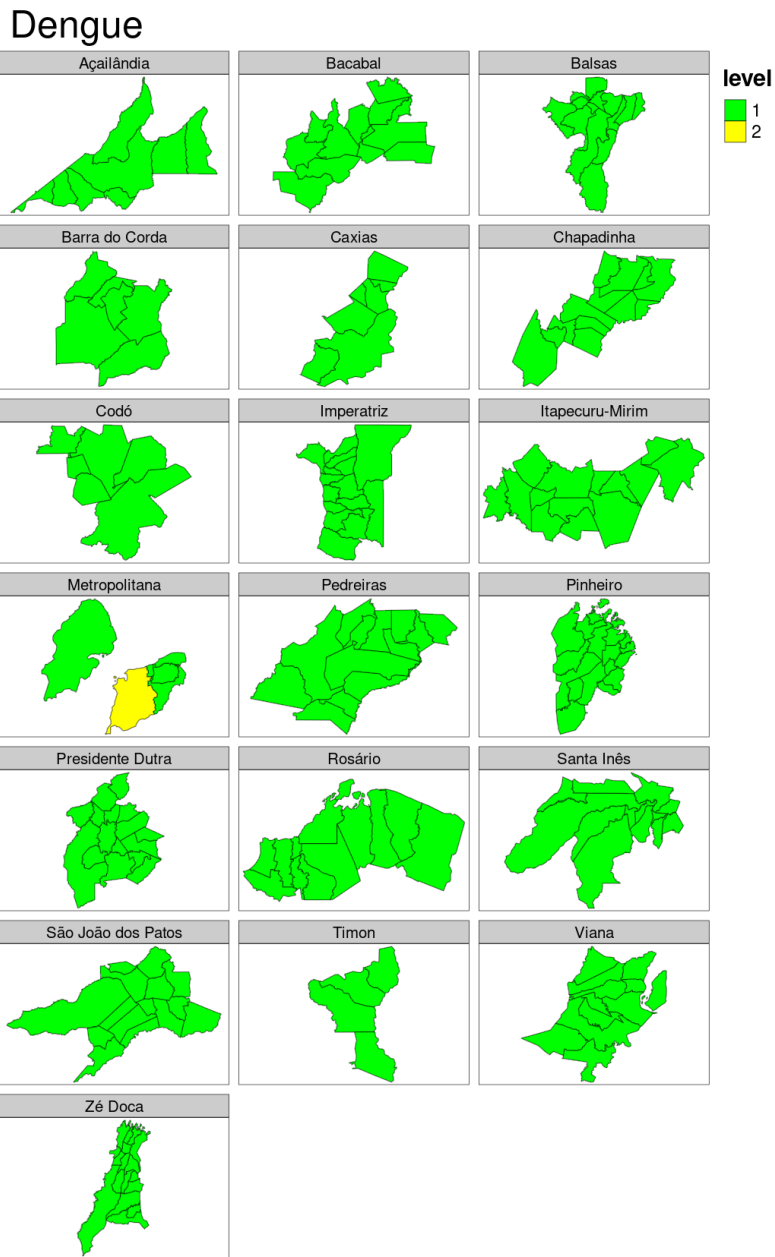 Dengue
Açailândia
Bacabal
Balsas
level
1
2
Barra do Corda
Caxias
Chapadinha
Codó
Imperatriz
Itapecuru-Mirim
Metropolitana
Pedreiras
Pinheiro
Presidente Dutra
Rosário
Santa Inês
São João dos Patos
Timon
Viana
Zé Doca